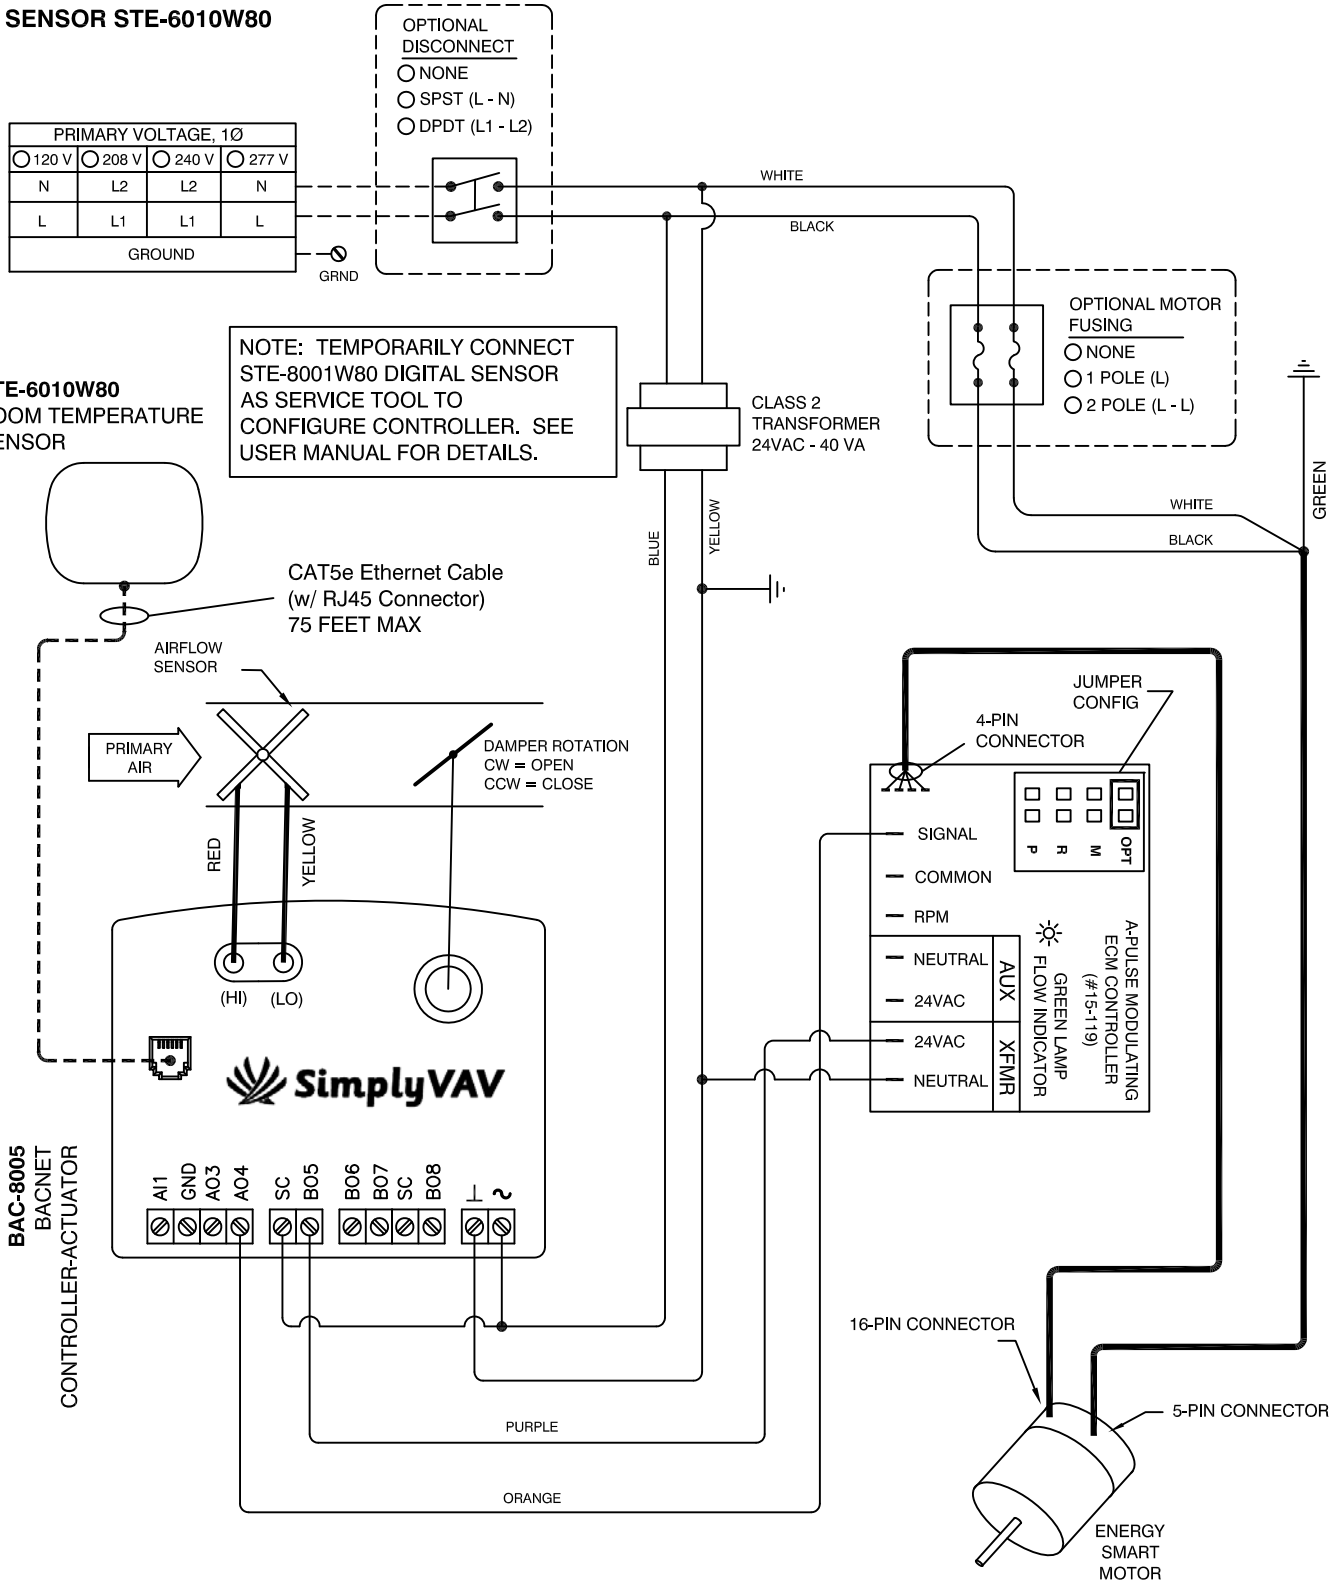 SENSOR STE-6010W80
OPTIONAL
DISCONNECT
NONE
SPST (L - N)
DPDT (L1 - L2)
PRIMARY VOLTAGE, 1Ø
120 V 208 V 240 V 277 V
N L2 L2 N
L L1 L1 L
GROUND
GRND
WHITE
BLACK
OPTIONAL MOTOR
FUSING
NONE
1 POLE (L)
2 POLE (L - L)
NOTE: TEMPORARILY CONNECT
STE-8001W80 DIGITAL SENSOR
AS SERVICE TOOL TO
CONFIGURE CONTROLLER. SEE
USER MANUAL FOR DETAILS.
CLASS 2
TRANSFORMER
24VAC - 40 VA
TE-6010W80
OOM TEMPERATURE
ENSOR
GREEN
WHITE
BLACK
BLUE
YELLOW
CAT5e Ethernet Cable
(w/ RJ45 Connector)
75 FEET MAX
AIRFLOW
SENSOR
PRIMARY
AIR
DAMPER ROTATION
CW = OPEN
CCW = CLOSE
RED
YELLOW
JUMPER
CONFIG
4-PIN
CONNECTOR
P R M OPT
SIGNAL
COMMON
RPM
NEUTRAL
24VAC
AUX
24VAC
NEUTRAL
XFMR
A-PULSE MODULATING
ECM CONTROLLER
(#15-119)
GREEN LAMP
FLOW INDICATOR
(HI) (LO)
SimplyVAV
BAC-8005
BACNET
CONTROLLER-ACTUATOR
AI1 GND AO3 AO4 SC BO5 BO6 BO7 SC BO8
16-PIN CONNECTOR
5-PIN CONNECTOR
PURPLE
ORANGE
ENERGY
SMART
MOTOR